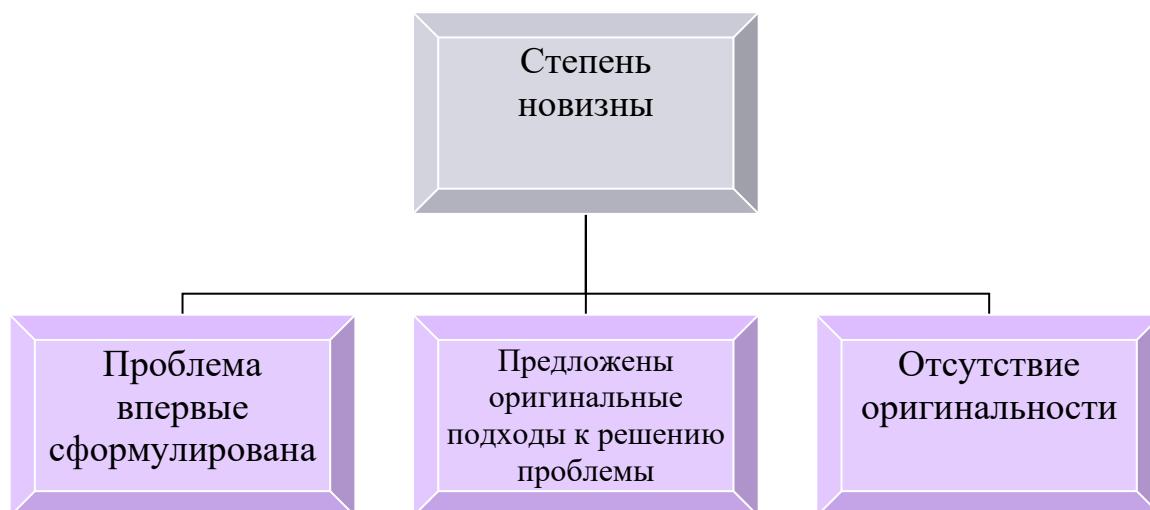 Степень
новизны
Проблема
впервые
сформулирована
Предложены
оригинальные
подходы к решению
проблемы
Отсутствие
оригинальности